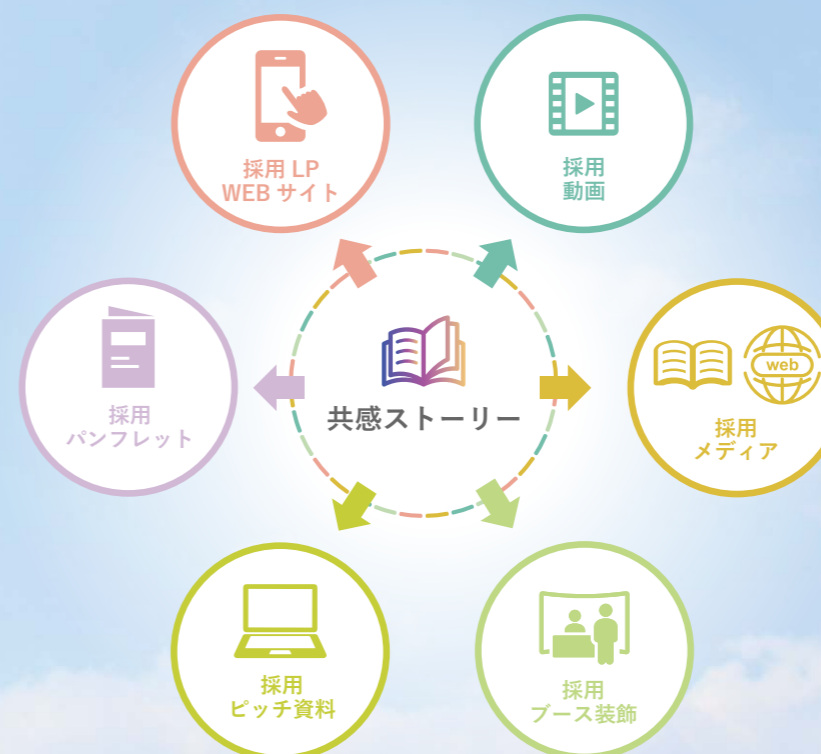 採用 LP
WEB サイト
採用
動画
採用
パンフレット
共感ストーリー
web
採用
メディア
採用
ピッチ資料
採用
ブース装飾